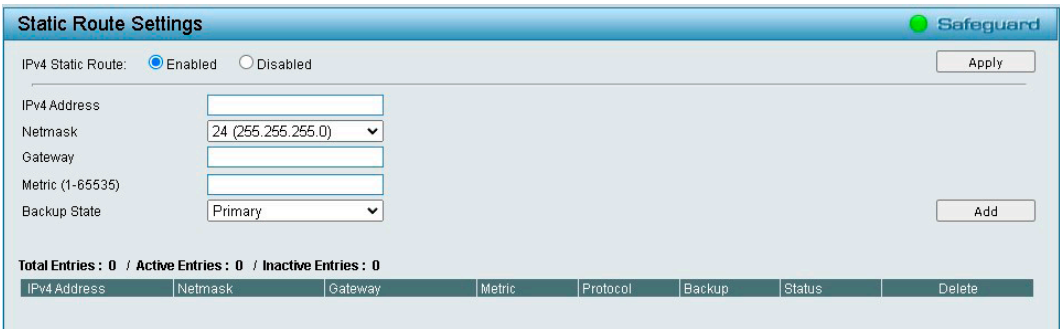 Static Route Settings Safeguard
IPv4 Static Route: Enabled Disabled Apply
IPv4 Address
Netmask 24 (255.255.255.0)
Gateway
Metric (1-65535)
Backup State Primary Add
Total Entries : 0 / Active Entries : 0 / Inactive Entries : 0
IPv4 Address Netmask Gateway Metric Protocol Backup Status Delete